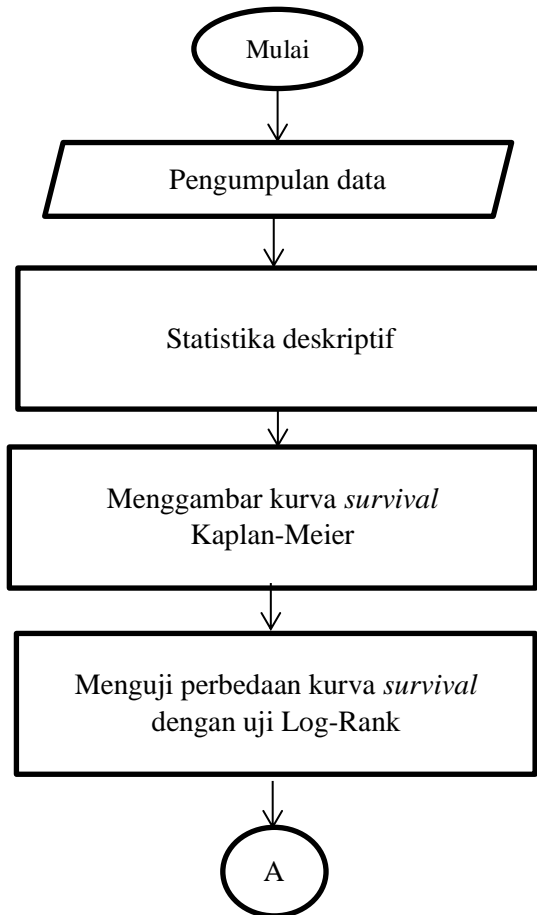 Mulai
Pengumpulan data
Statistika deskriptif
Menggambar kurva survival
Kaplan-Meier
Menguji perbedaan kurva survival
dengan uji Log-Rank
A